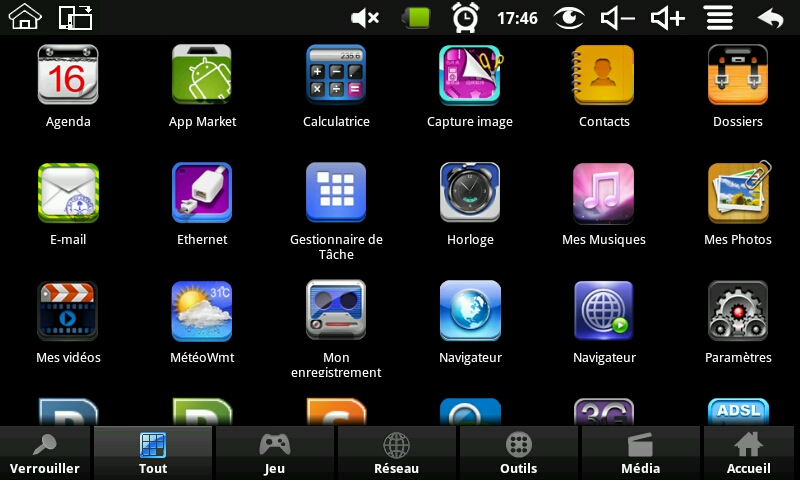 17:46
16
235.6
Agenda
App Market
Calculatrice
Capture image
Contacts
Dossiers
E-mail
Ethernet
Gestionnaire de
Tâche
Horloge
Mes Musiques
Mes Photos
31C
Mes vidéos
MétéoWmt
Mon
enregistrement
Navigateur
Navigateur
Paramètres
3G
ADSL
Verrouiller
Tout
Jeu
Réseau
Outils
Média
Accueil